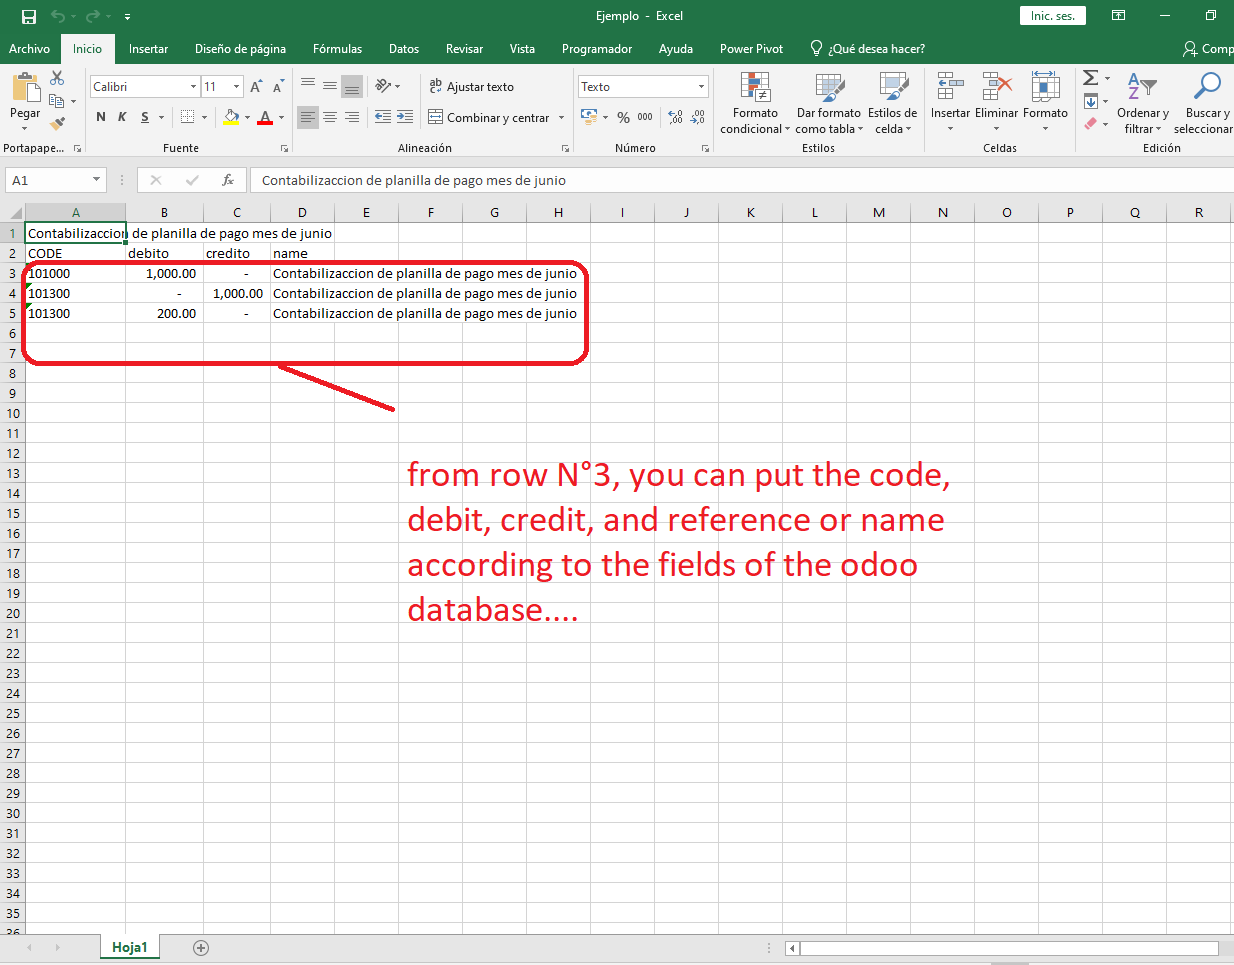 Ejemplo - Excel
Inic. ses.
Archivo Inicio Insertar Diseño de página Fórmulas Datos Revisar Vista Programador Ayuda Power Pivot ¿Qué desea hacer? Comp
Calibri 11 Ajustar texto Texto
Pegar N K S A Combinar y centrar % 000
Formato condicional Dar formato como tabla Estilos de celda Insertar Eliminar Formato Ordenar y filtrar Buscar y seleccionar
Portapape... Fuente Alineación Número Estilos Celdas Edición
A1 fx Contabilizaccion de planilla de pago mes de junio
A B C D E F G H I J K L M N O P Q R
1 Contabilizaccion de planilla de pago mes de junio
2 CODE debito credito name
3 101000 1,000.00 - Contabilizaccion de planilla de pago mes de junio
4 101300 - 1,000.00 Contabilizaccion de planilla de pago mes de junio
5 101300 200.00 - Contabilizaccion de planilla de pago mes de junio
6
7
8
9
10
11
12
13
14
15
16
17
18
19
20
21
22
23
24
25
26
27
28
29
30
31
32
33
34
35
36
from row N°3, you can put the code,
debit, credit, and reference or name
according to the fields of the odoo
database....
Hoja1